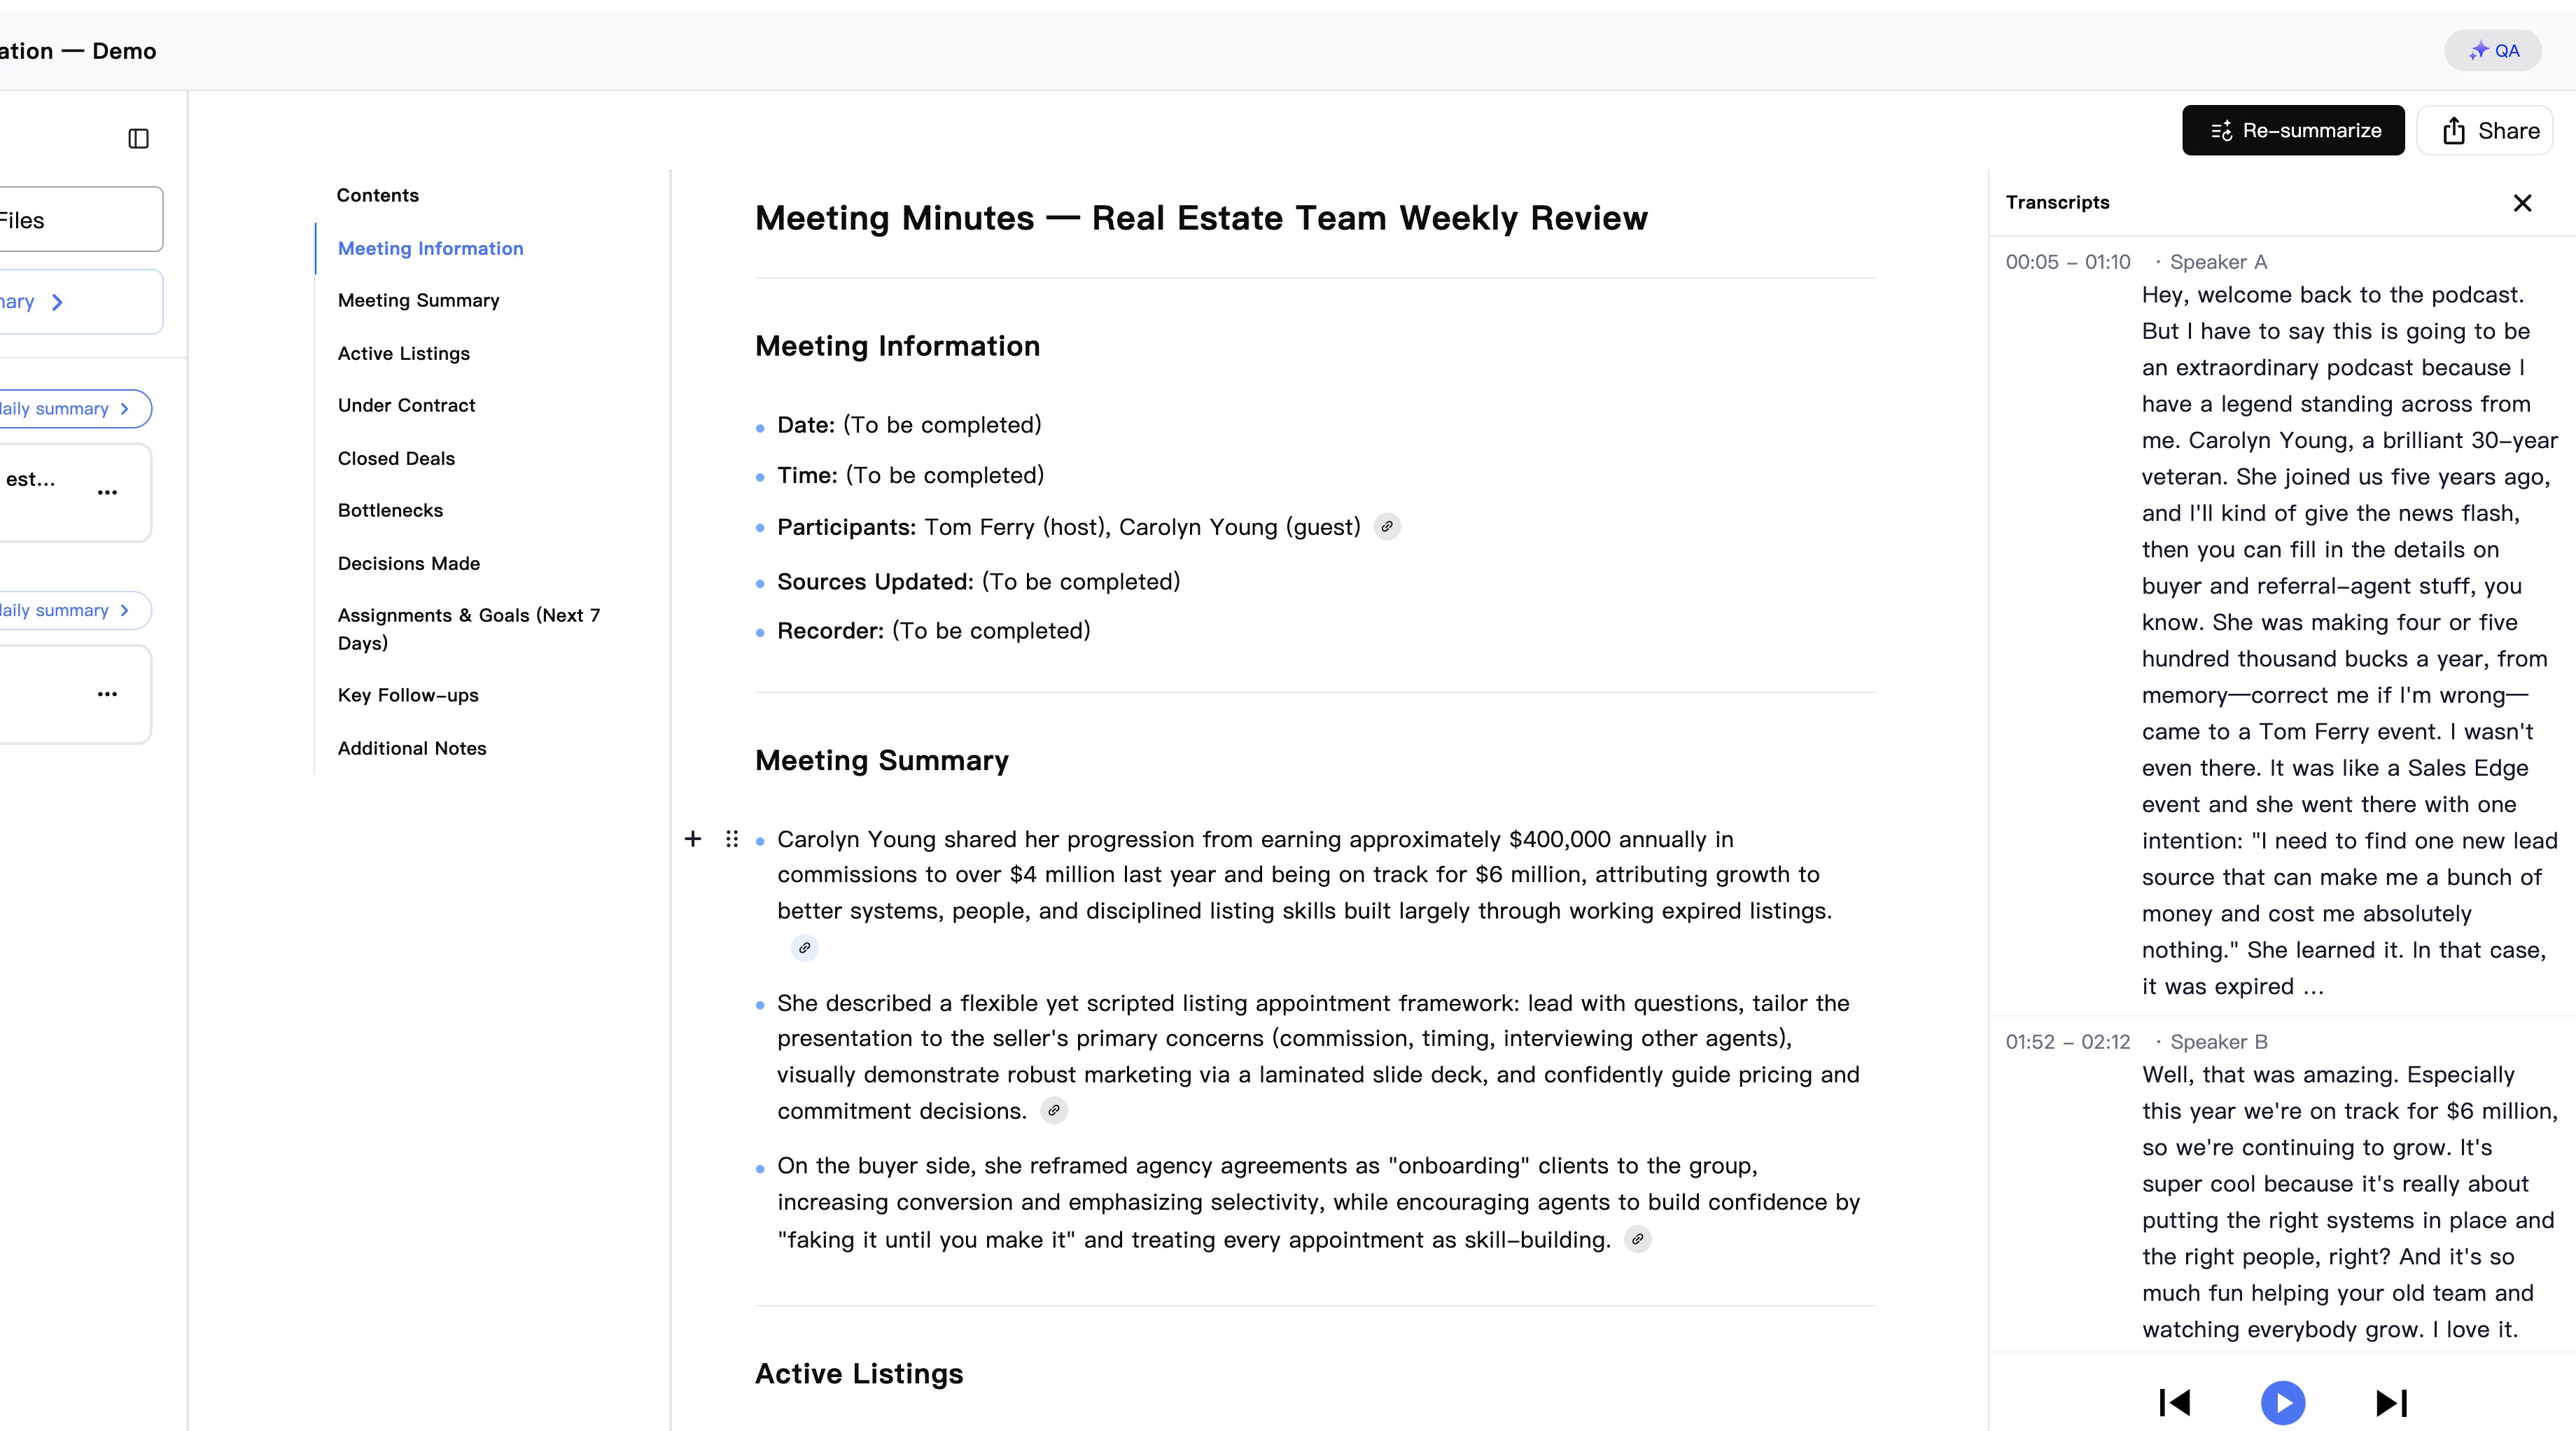 ation — Demo
QA
Files
nary
daily summary
est...
daily summary
Re-summarize
Share
Contents
Meeting Information
Meeting Summary
Active Listings
Under Contract
Closed Deals
Bottlenecks
Decisions Made
Assignments & Goals (Next 7
Days)
Key Follow-ups
Additional Notes
Meeting Minutes — Real Estate Team Weekly Review
Meeting Information
Date: (To be completed)
Time: (To be completed)
Participants: Tom Ferry (host), Carolyn Young (guest)
Sources Updated: (To be completed)
Recorder: (To be completed)
Meeting Summary
Carolyn Young shared her progression from earning approximately $400,000 annually in
commissions to over $4 million last year and being on track for $6 million, attributing growth to
better systems, people, and disciplined listing skills built largely through working expired listings.
She described a flexible yet scripted listing appointment framework: lead with questions, tailor the
presentation to the seller's primary concerns (commission, timing, interviewing other agents),
visually demonstrate robust marketing via a laminated slide deck, and confidently guide pricing and
commitment decisions.
On the buyer side, she reframed agency agreements as "onboarding" clients to the group,
increasing conversion and emphasizing selectivity, while encouraging agents to build confidence by
"faking it until you make it" and treating every appointment as skill-building.
Active Listings
Transcripts
00:05 – 01:10 · Speaker A
Hey, welcome back to the podcast.
But I have to say this is going to be
an extraordinary podcast because I
have a legend standing across from
me. Carolyn Young, a brilliant 30-year
veteran. She joined us five years ago,
and I'll kind of give the news flash,
then you can fill in the details on
buyer and referral-agent stuff, you
know. She was making four or five
hundred thousand bucks a year, from
memory—correct me if I'm wrong—
came to a Tom Ferry event. I wasn't
even there. It was like a Sales Edge
event and she went there with one
intention: "I need to find one new lead
source that can make me a bunch of
money and cost me absolutely
nothing." She learned it. In that case,
it was expired ...
01:52 – 02:12 · Speaker B
Well, that was amazing. Especially
this year we're on track for $6 million,
so we're continuing to grow. It's
super cool because it's really about
putting the right systems in place and
the right people, right? And it's so
much fun helping your old team and
watching everybody grow. I love it.